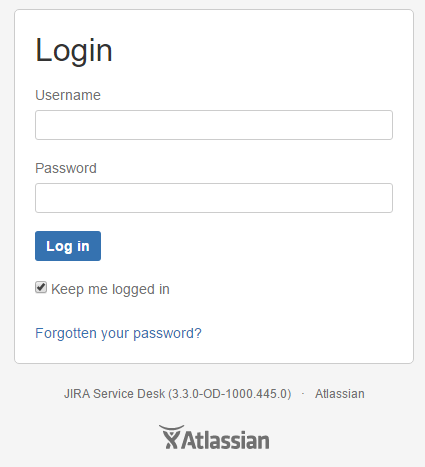 Login
Username
Password
Log in
Keep me logged in
Forgotten your password?
JIRA Service Desk (3.3.0-OD-1000.445.0) · Atlassian
Atlassian